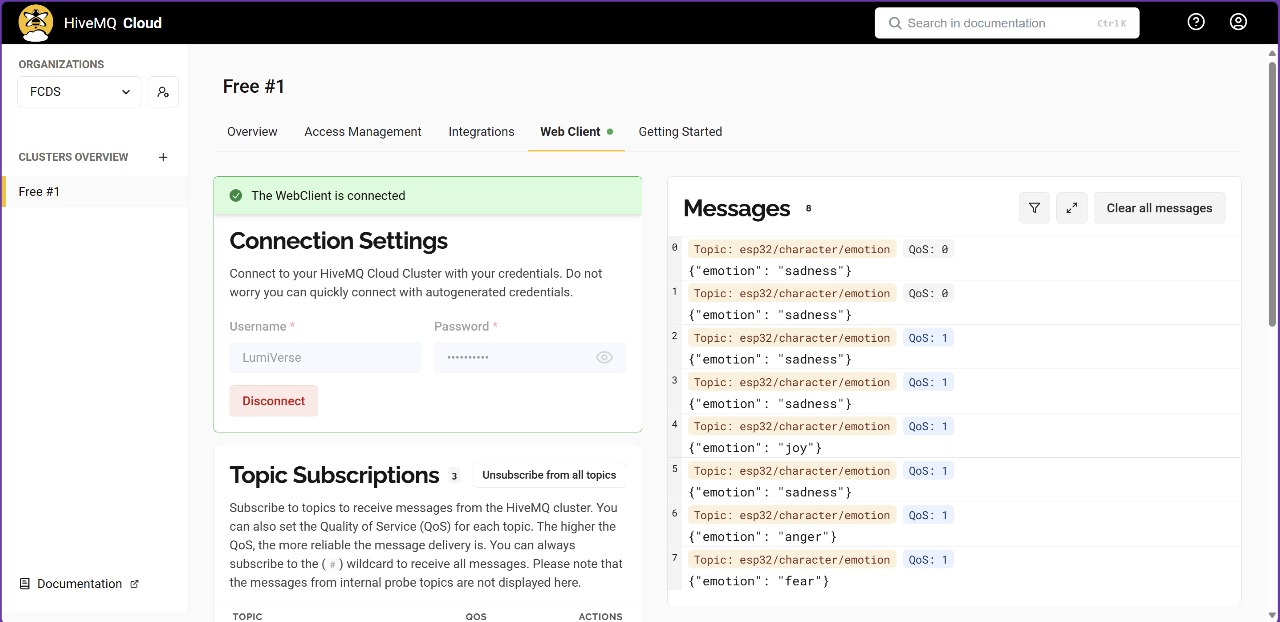 HiveMQ Cloud
Search in documentation Ctrl K
ORGANIZATIONS
FCDS
CLUSTERS OVERVIEW +
Free #1
Documentation
Free #1
Overview Access Management Integrations Web Client Getting Started
The WebClient is connected
Connection Settings
Connect to your HiveMQ Cloud Cluster with your credentials. Do not
worry you can quickly connect with autogenerated credentials.
Username * Password *
LumiVerse ••••••••••
Disconnect
Topic Subscriptions 3 Unsubscribe from all topics
Subscribe to topics to receive messages from the HiveMQ cluster. You
can also set the Quality of Service (QoS) for each topic. The higher the
QoS, the more reliable the message delivery is. You can always
subscribe to the ( # ) wildcard to receive all messages. Please note that
the messages from internal probe topics are not displayed here.
TOPIC QOS ACTIONS
Messages 8 Clear all messages
0 Topic: esp32/character/emotion QoS: 0
{"emotion": "sadness"}
1 Topic: esp32/character/emotion QoS: 0
{"emotion": "sadness"}
2 Topic: esp32/character/emotion QoS: 1
{"emotion": "sadness"}
3 Topic: esp32/character/emotion QoS: 1
{"emotion": "sadness"}
4 Topic: esp32/character/emotion QoS: 1
{"emotion": "joy"}
5 Topic: esp32/character/emotion QoS: 1
{"emotion": "sadness"}
6 Topic: esp32/character/emotion QoS: 1
{"emotion": "anger"}
7 Topic: esp32/character/emotion QoS: 1
{"emotion": "fear"}